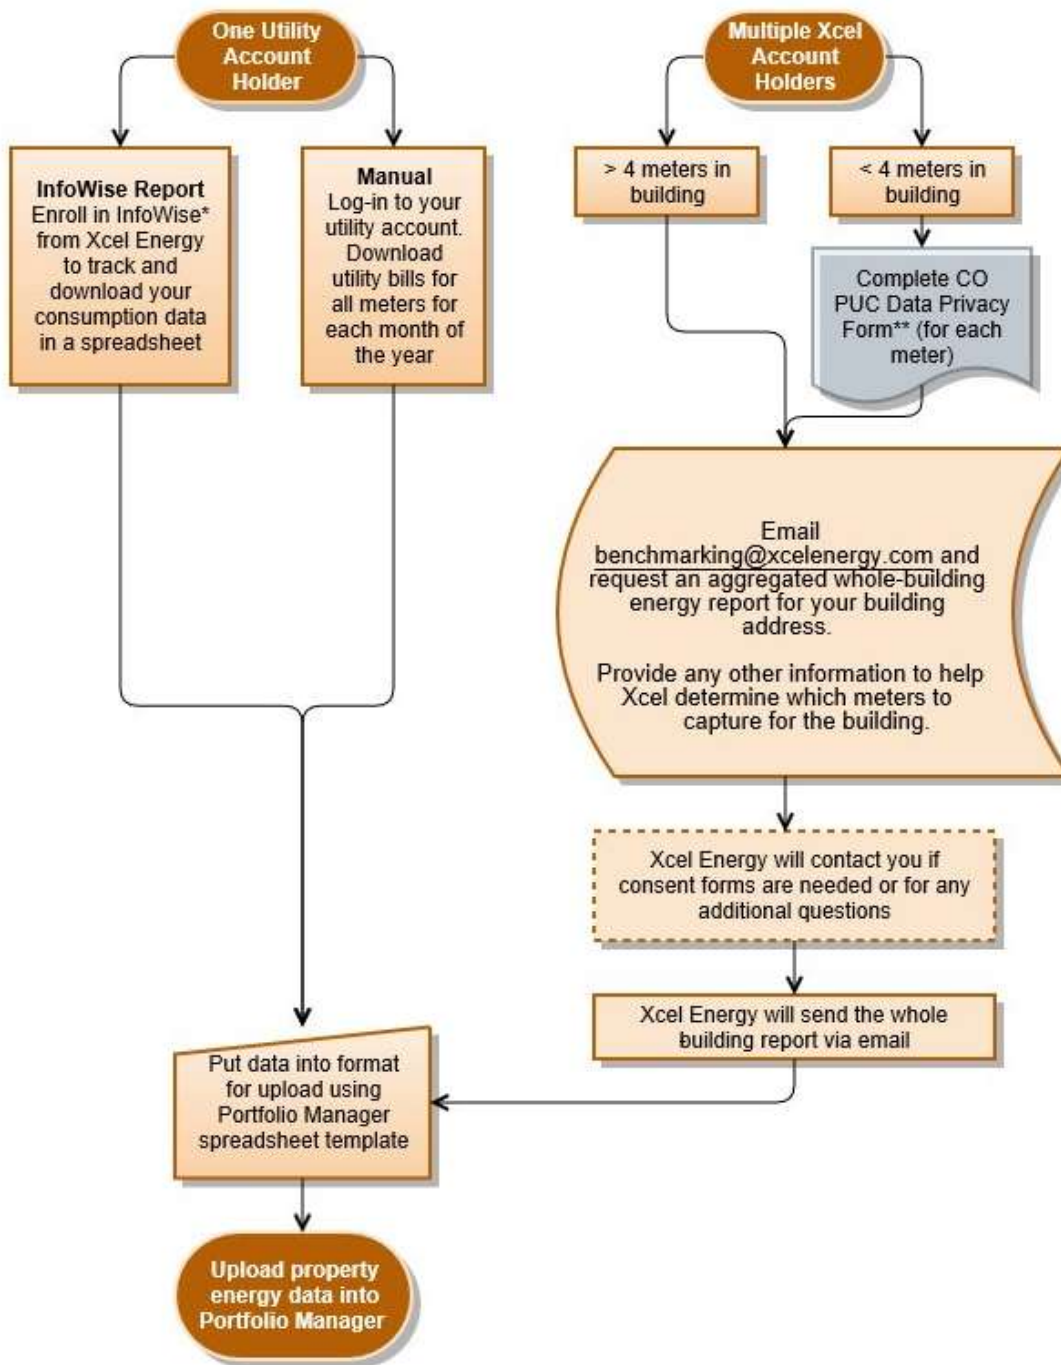 One Utility
Account
Holder
Multiple Xcel
Account
Holders
InfoWise Report
Enroll in InfoWise*
from Xcel Energy
to track and
download your
consumption data
in a spreadsheet
Manual
Log-in to your
utility account.
Download
utility bills for
all meters for
each month of
the year
> 4 meters in
building
< 4 meters in
building
Complete CO
PUC Data Privacy
Form** (for each
meter)
Email
benchmarking@xcelenergy.com and
request an aggregated whole-building
energy report for your building
address.
Provide any other information to help
Xcel determine which meters to
capture for the building.
Xcel Energy will contact you if
consent forms are needed or for any
additional questions
Xcel Energy will send the whole
building report via email
Put data into format
for upload using
Portfolio Manager
spreadsheet template
Upload property
energy data into
Portfolio Manager